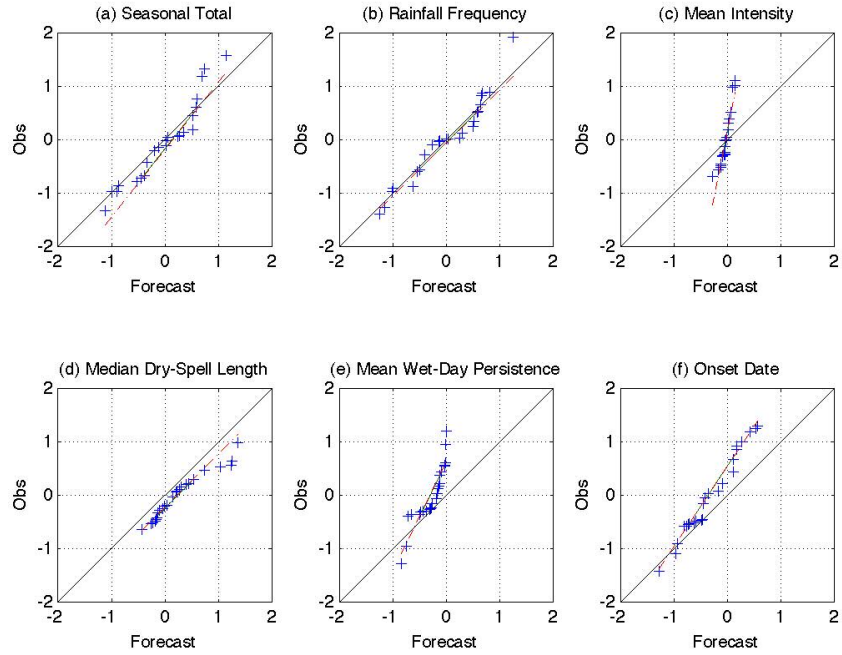 (a) Seasonal Total
(b) Rainfall Frequency
(c) Mean Intensity
2
1
0
-1
-2
Obs
-2 -1 0 1 2
Forecast
2
1
0
-1
-2
Obs
-2 -1 0 1 2
Forecast
2
1
0
-1
-2
Obs
-2 -1 0 1 2
Forecast
(d) Median Dry-Spell Length
(e) Mean Wet-Day Persistence
(f) Onset Date
2
1
0
-1
-2
Obs
-2 -1 0 1 2
Forecast
2
1
0
-1
-2
Obs
-2 -1 0 1 2
Forecast
2
1
0
-1
-2
Obs
-2 -1 0 1 2
Forecast